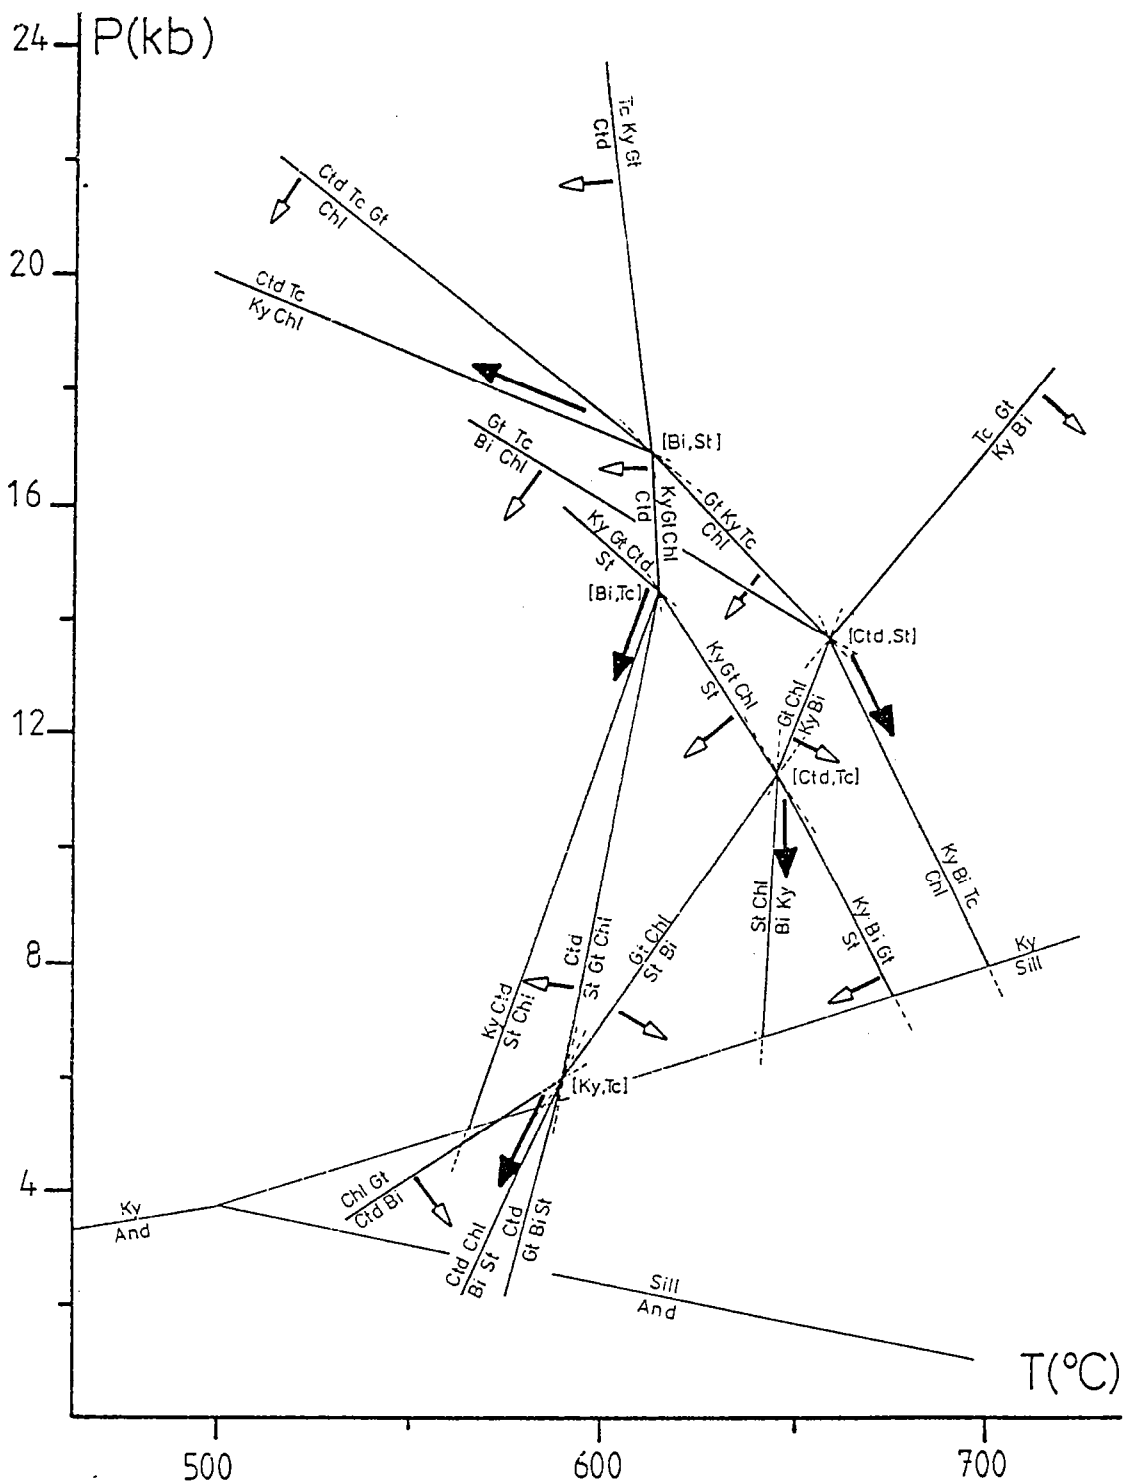 24
P(kb)
20
16
12
8
4
500
600
700
T(°C)
Tc Ky Gt
Ctd
Ctd Tc Gt
Chl
Ctd Tc
Ky Chl
[Bi,St]
Gt Tc
Bi Chl
Tc Gt
Ky Bi
Ctd
Ky Gt Chl
Gt Ky Tc
Chl
Ky Gt Ctd
St
[Bi,Tc]
[Ctd,St]
Ky Gt Chl
St
Gt Chl
Ky Bi
[Ctd,Tc]
Ky Bi Tc
Chl
St Chl
Bi Ky
Ky Bi Gt
St
Gt Chl
St Bi
Ctd
St Gt Chl
Ky Ctd
St Chl
Ky
Sill
[Ky,Tc]
Chl Gt
Ctd Bi
Ky
And
Ctd Chl
Bi St
Ctd
Gt Bi St
Sill
And